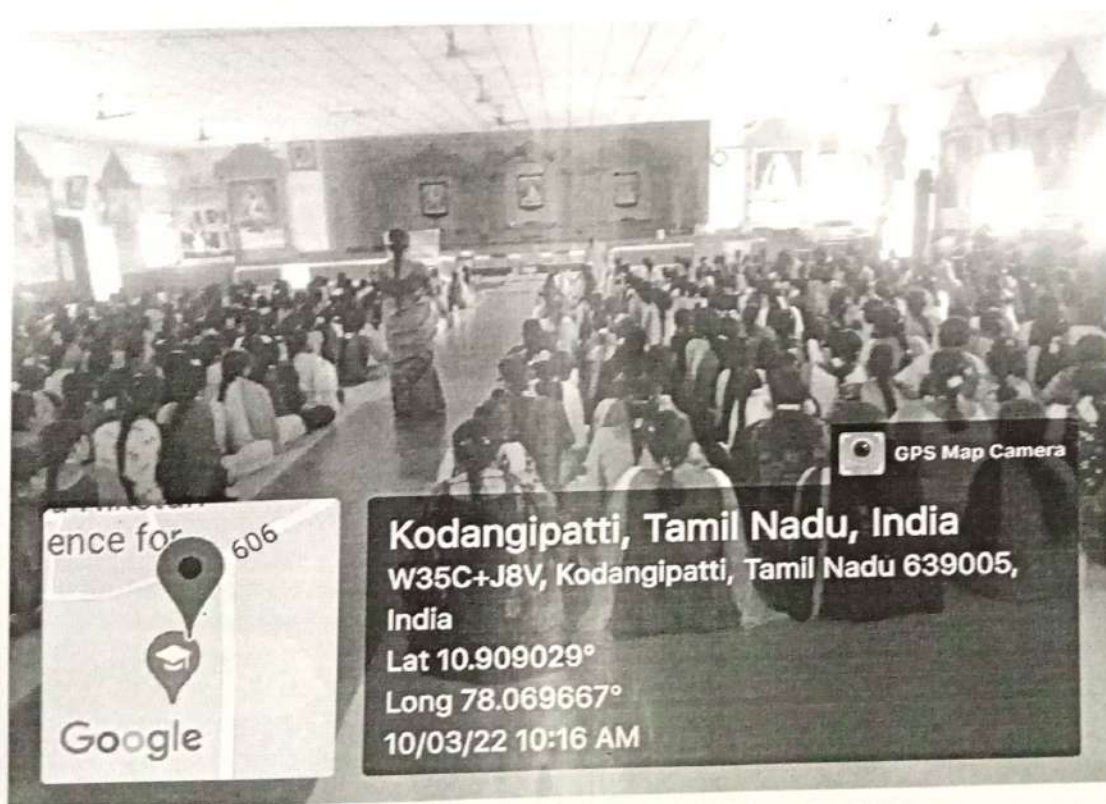 GPS Map Camera
ence for
606
Google
Kodangipatti, Tamil Nadu, India
W35C+J8V, Kodangipatti, Tamil Nadu 639005,
India
Lat 10.909029°
Long 78.069667°
10/03/22 10:16 AM